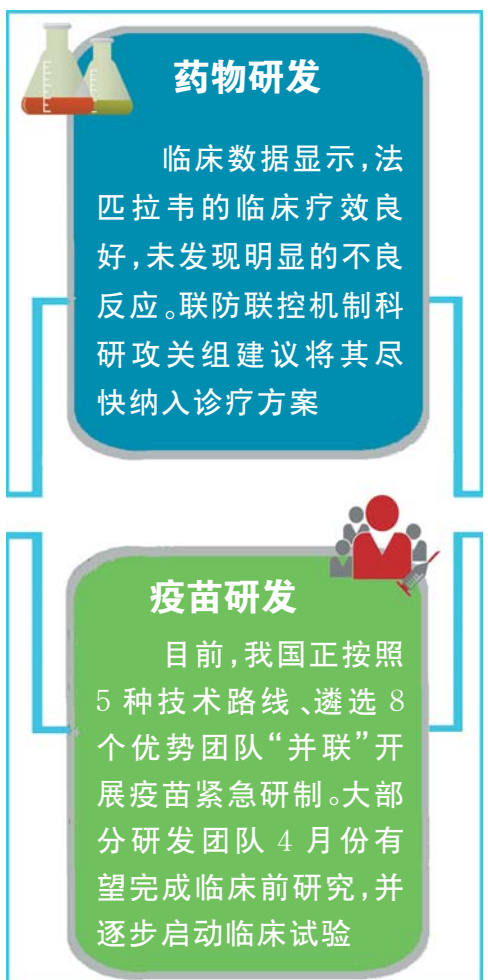 药物研发
临床数据显示，法
匹拉韦的临床疗效良
好，未发现明显的不良
反应。联防联控机制科
研攻关组建议将其尽
快纳入诊疗方案
疫苗研发
目前，我国正按照
5 种技术路线、遴选 8
个优势团队“并联”开
展疫苗紧急研制。大部
分研发团队 4 月份有
望完成临床前研究，并
逐步启动临床试验